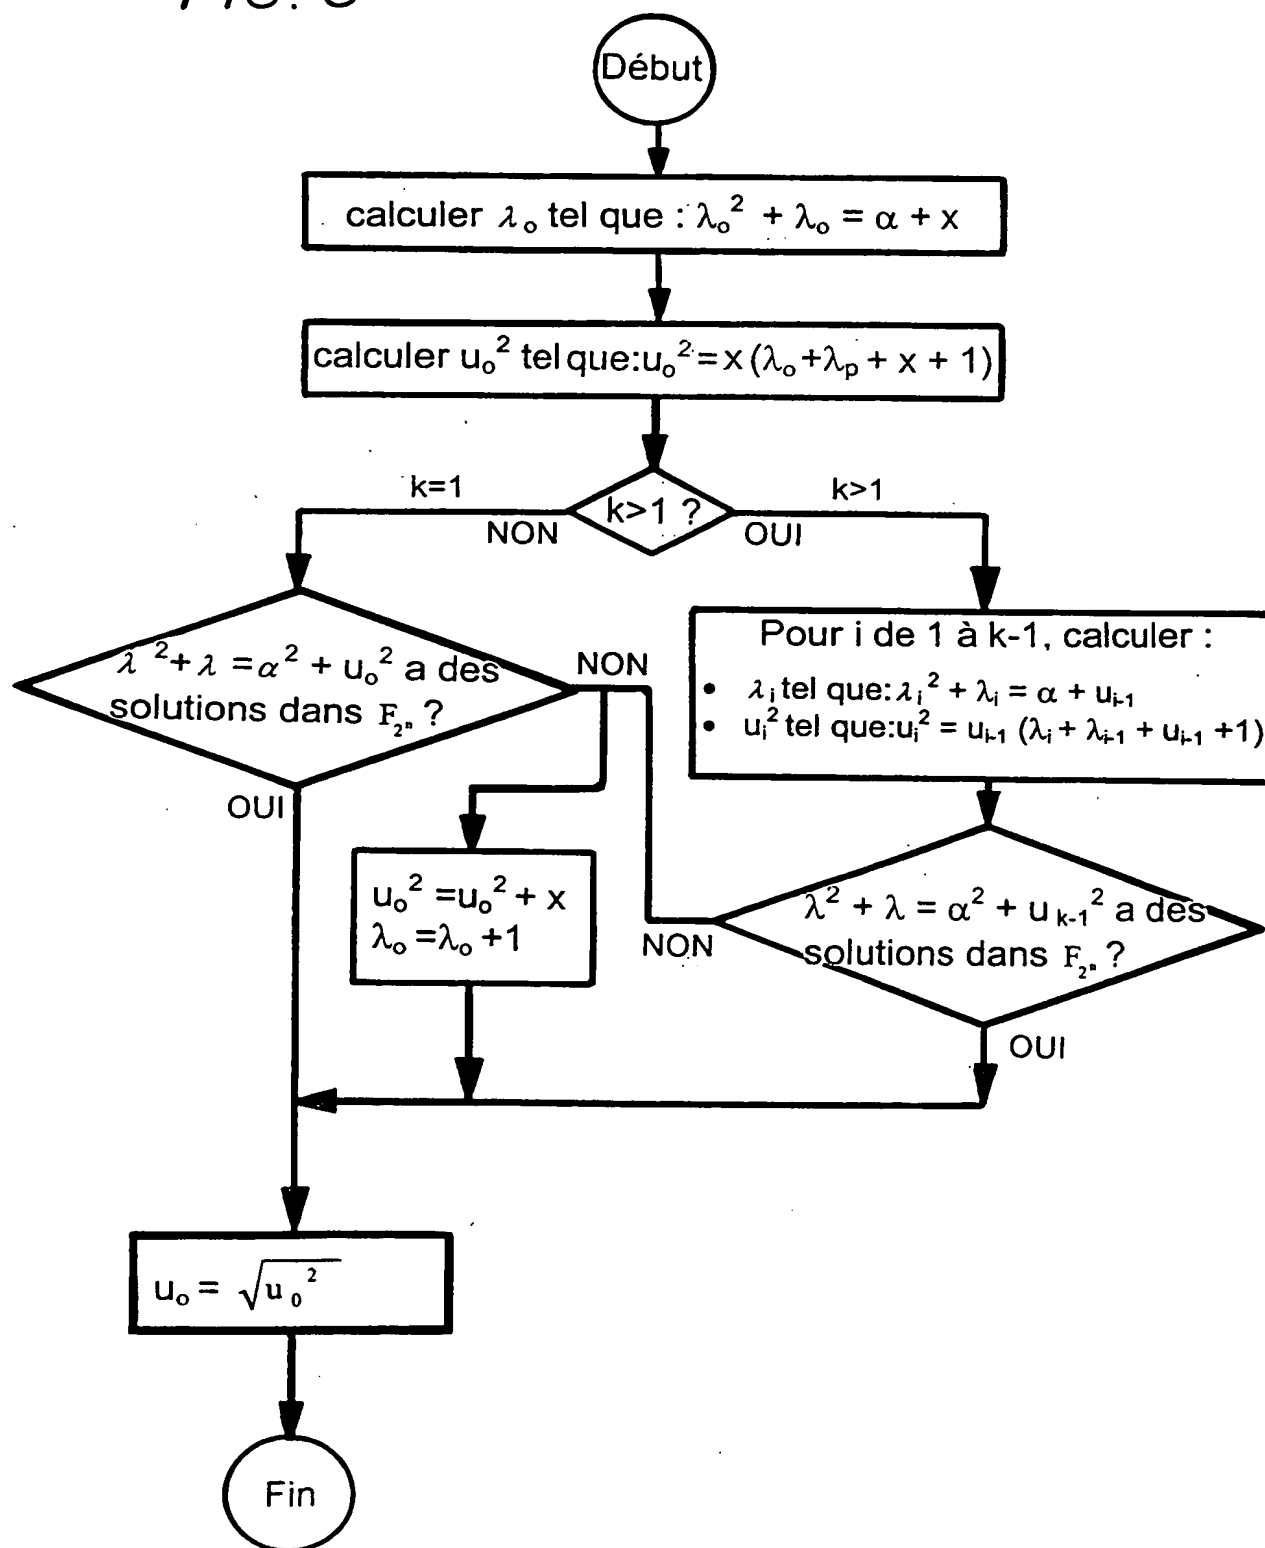 Début
calculer λ₀ tel que : λ₀² + λ₀ = α + x
calculer u₀² tel que:u₀² = x(λ₀+λₚ + x + 1)
k=1
k>1 ?
k>1
NON
OUI
λ² + λ = α² + u₀² a des
solutions dans F₂ⁿ ?
NON
OUI
Pour i de 1 à k-1, calculer :
• λᵢ tel que: λᵢ² + λᵢ = α + uᵢ₋₁
• uᵢ² tel que:uᵢ² = uᵢ₋₁ (λᵢ + λᵢ₋₁ + uᵢ₋₁ +1)
u₀² =u₀² + x
λ₀ =λ₀ +1
λ² + λ = α² + uₖ₋₁² a des
solutions dans F₂ⁿ ?
NON
OUI
u₀ = √u₀²
Fin